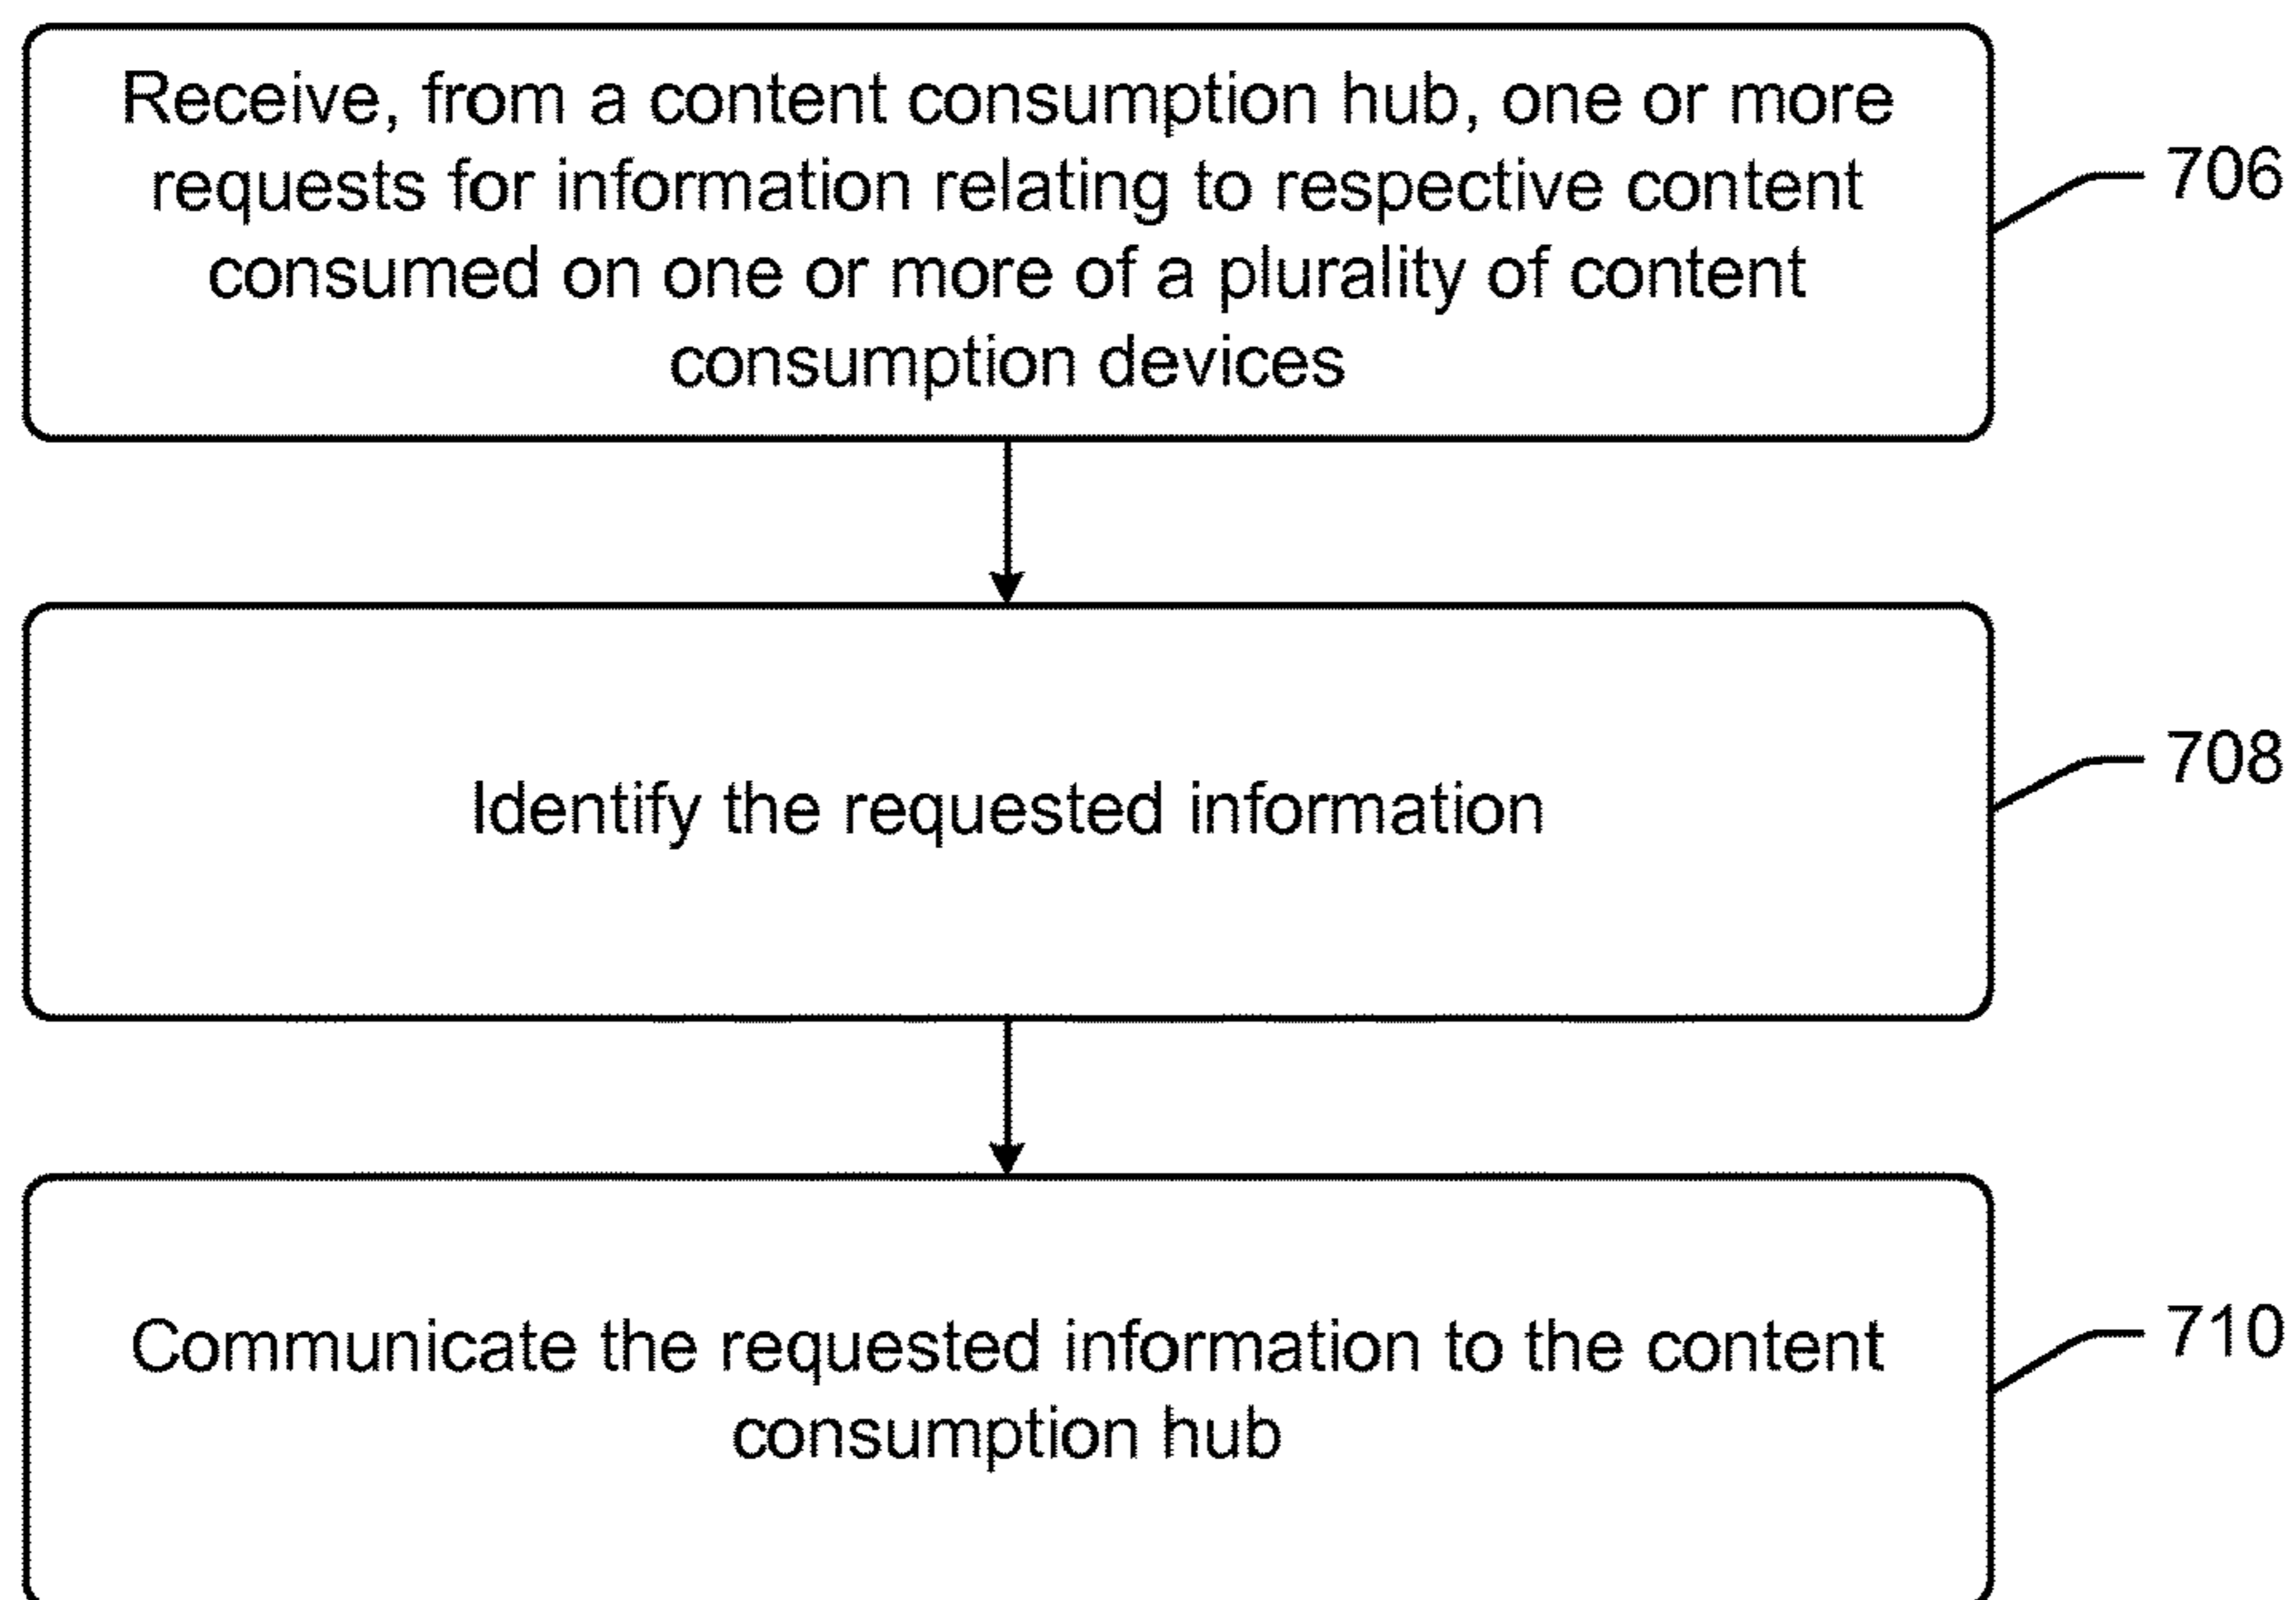 Receive, from a content consumption hub, one or more
requests for information relating to respective content
consumed on one or more of a plurality of content
consumption devices
706
Identify the requested information
708
Communicate the requested information to the content
consumption hub
710